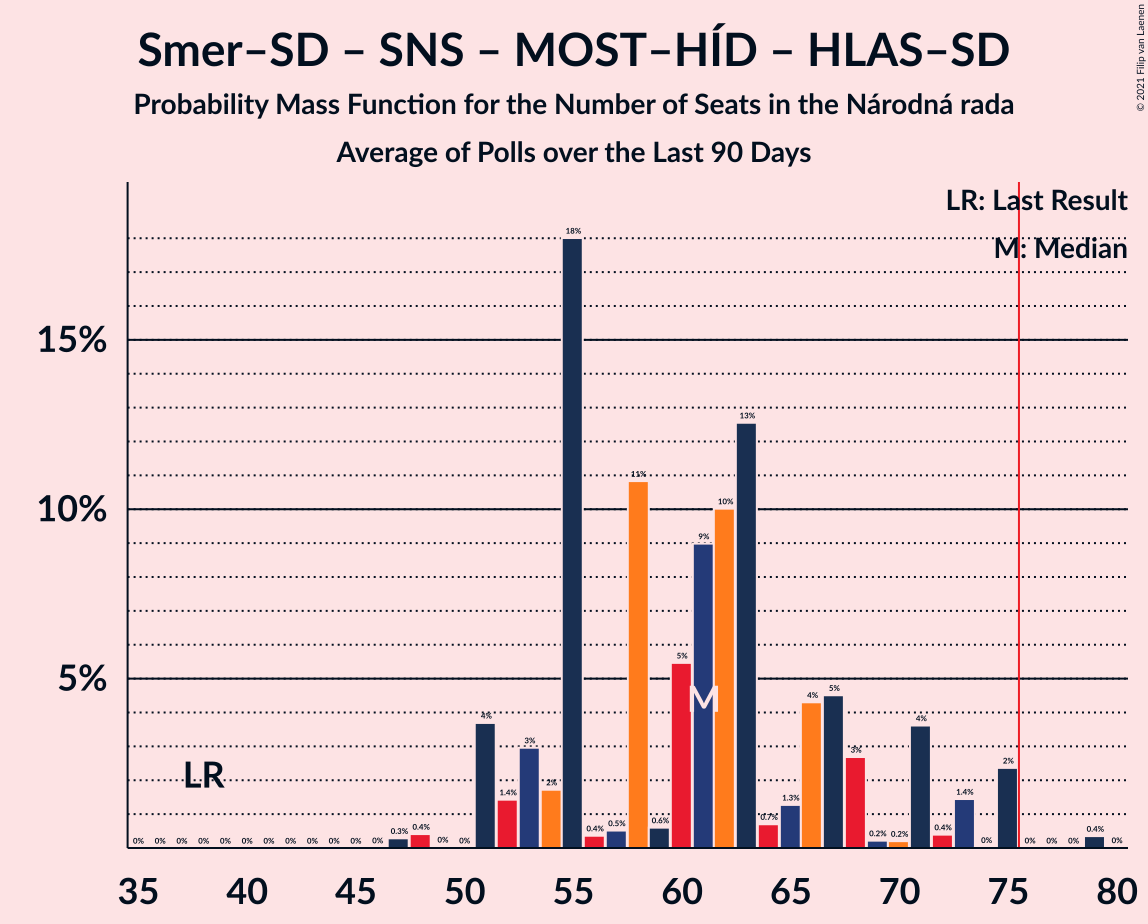 Smer–SD – SNS – MOST–HÍD – HLAS–SD
Probability Mass Function for the Number of Seats in the Národná rada
Average of Polls over the Last 90 Days
© 2021 Filip van Laenen
LR: Last Result
M: Median
15%
10%
5%
LR
M
0% 0% 0% 0% 0% 0% 0% 0% 0% 0% 0% 0% 0.3% 0.4% 0% 0% 4% 1.4% 3% 2% 18% 0.4% 0.5% 11% 0.6% 5% 9% 10% 13% 0.7% 1.3% 4% 5% 3% 0.2% 0.2% 4% 0.4% 1.4% 0% 2% 0% 0% 0% 0.4% 0%
35 40 45 50 55 60 65 70 75 80